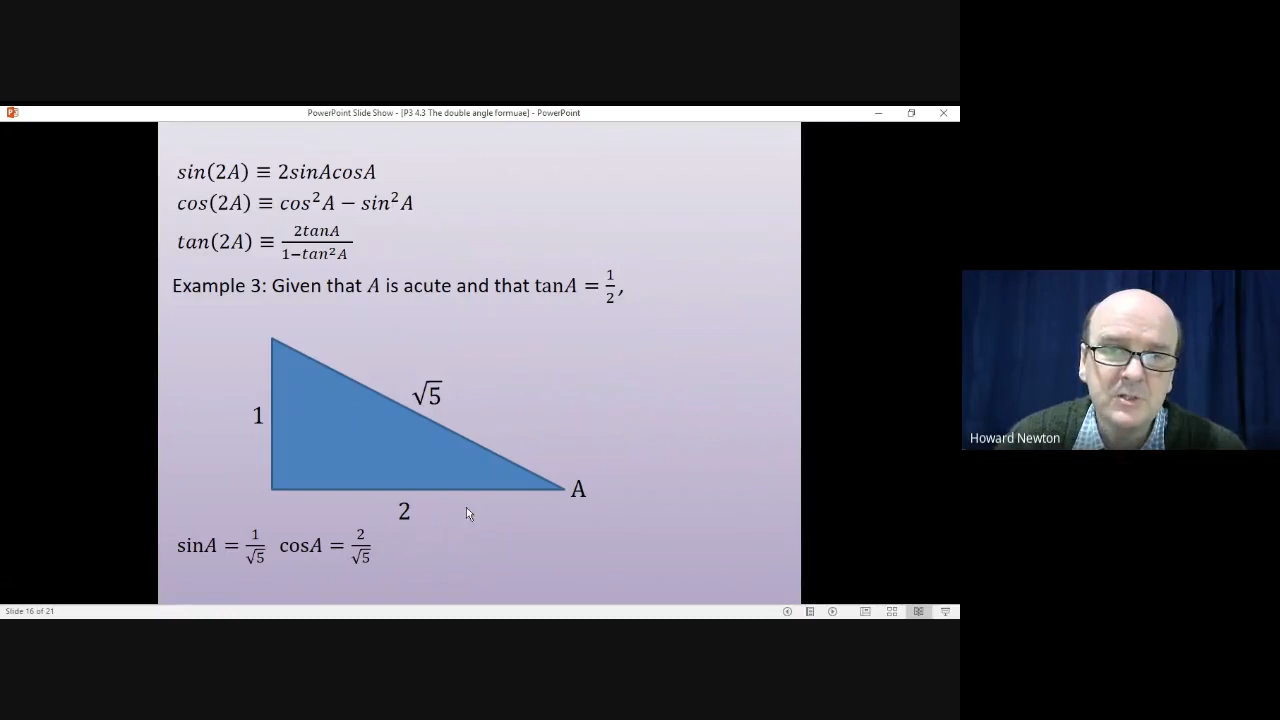 PowerPoint Slide Show - [P3 4.3 The double angle formuae] - PowerPoint
sin(2A) ≡ 2sinAcosA
cos(2A) ≡ cos²A − sin²A
tan(2A) ≡ 2tanA / 1−tan²A
Example 3: Given that A is acute and that tanA = 1/2,
√5
1
A
2
sinA = 1/√5 cosA = 2/√5
Howard Newton
Slide 16 of 21